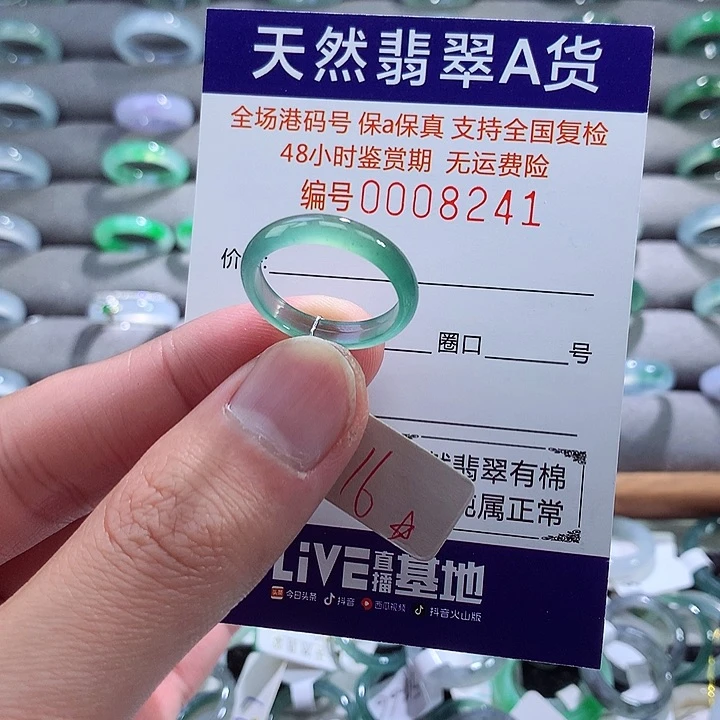 天然翡翠A货
全场港码号 保a保真 支持全国复检
48小时鉴赏期 无运费险
编号0008241
价:
圈口 号
16 ☆
然翡翠有棉
属正常
LiVE直播基地
头条 今日头条 抖音 西瓜视频 抖音火山版